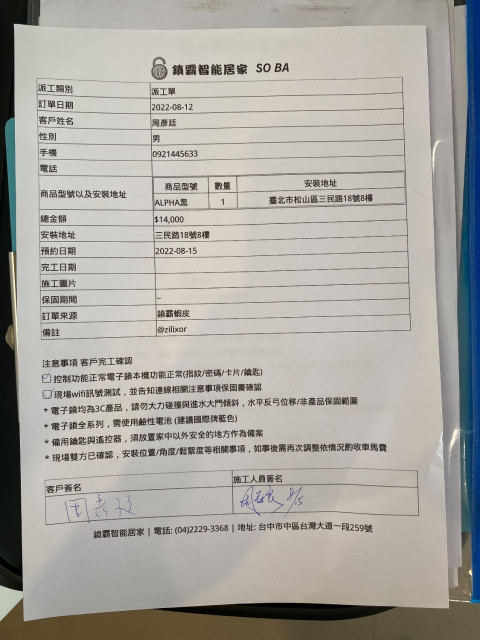 鎖霸智能居家 SO BA
派工類別 派工單
訂單日期 2022-08-12
客戶姓名 周彥廷
性別 男
手機 0921445633
電話
商品型號以及安裝地址 商品型號 數量 安裝地址
ALPHA黑 1 臺北市松山區三民路18號8樓
總金額 $14,000
安裝地址 三民路18號8樓
預約日期 2022-08-15
完工日期
施工圖片
保固期間 –
訂單來源 鎖霸蝦皮
備註 @zilixor
注意事項 客戶完工確認
控制功能正常電子鎖本機功能正常(指紋/密碼/卡片/鑰匙)
現場wifi訊號測試，並告知連線相關注意事項保固書確認
* 電子鎖均為3C產品，請勿大力碰撞與進水大門傾斜，水平反弓位移/非產品保固範圍
* 電子鎖全系列，需使用鹼性電池 (建議國際牌藍色)
* 備用鑰匙與遙控器，須放置家中以外安全的地方作為備案
* 現場雙方已確認，安裝位置/角度/鬆緊度等相關事項，如事後需再次調整依情況酌收車馬費
客戶簽名 施工人員簽名
8/15
鎖霸智能居家 | 電話: (04)2229-3368 | 地址: 台中市中區台灣大道一段259號